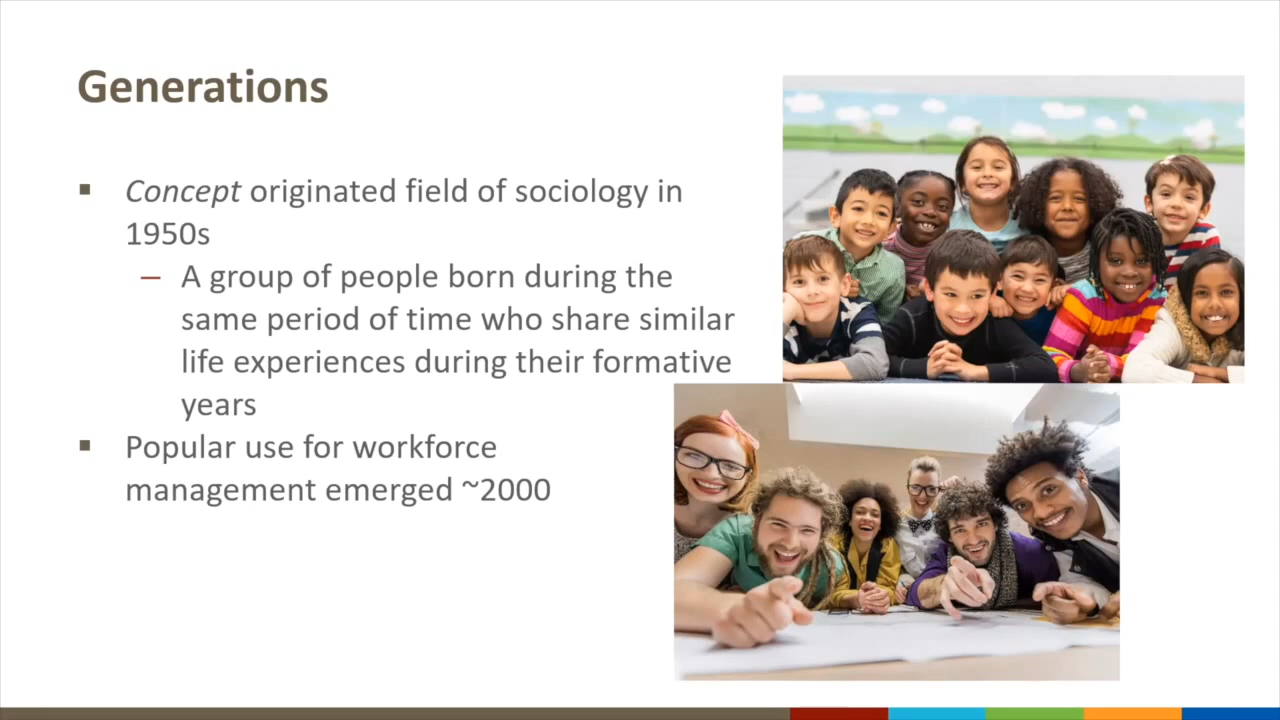 Generations
▪ Concept originated field of sociology in
1950s
– A group of people born during the
same period of time who share similar
life experiences during their formative
years
▪ Popular use for workforce
management emerged ~2000